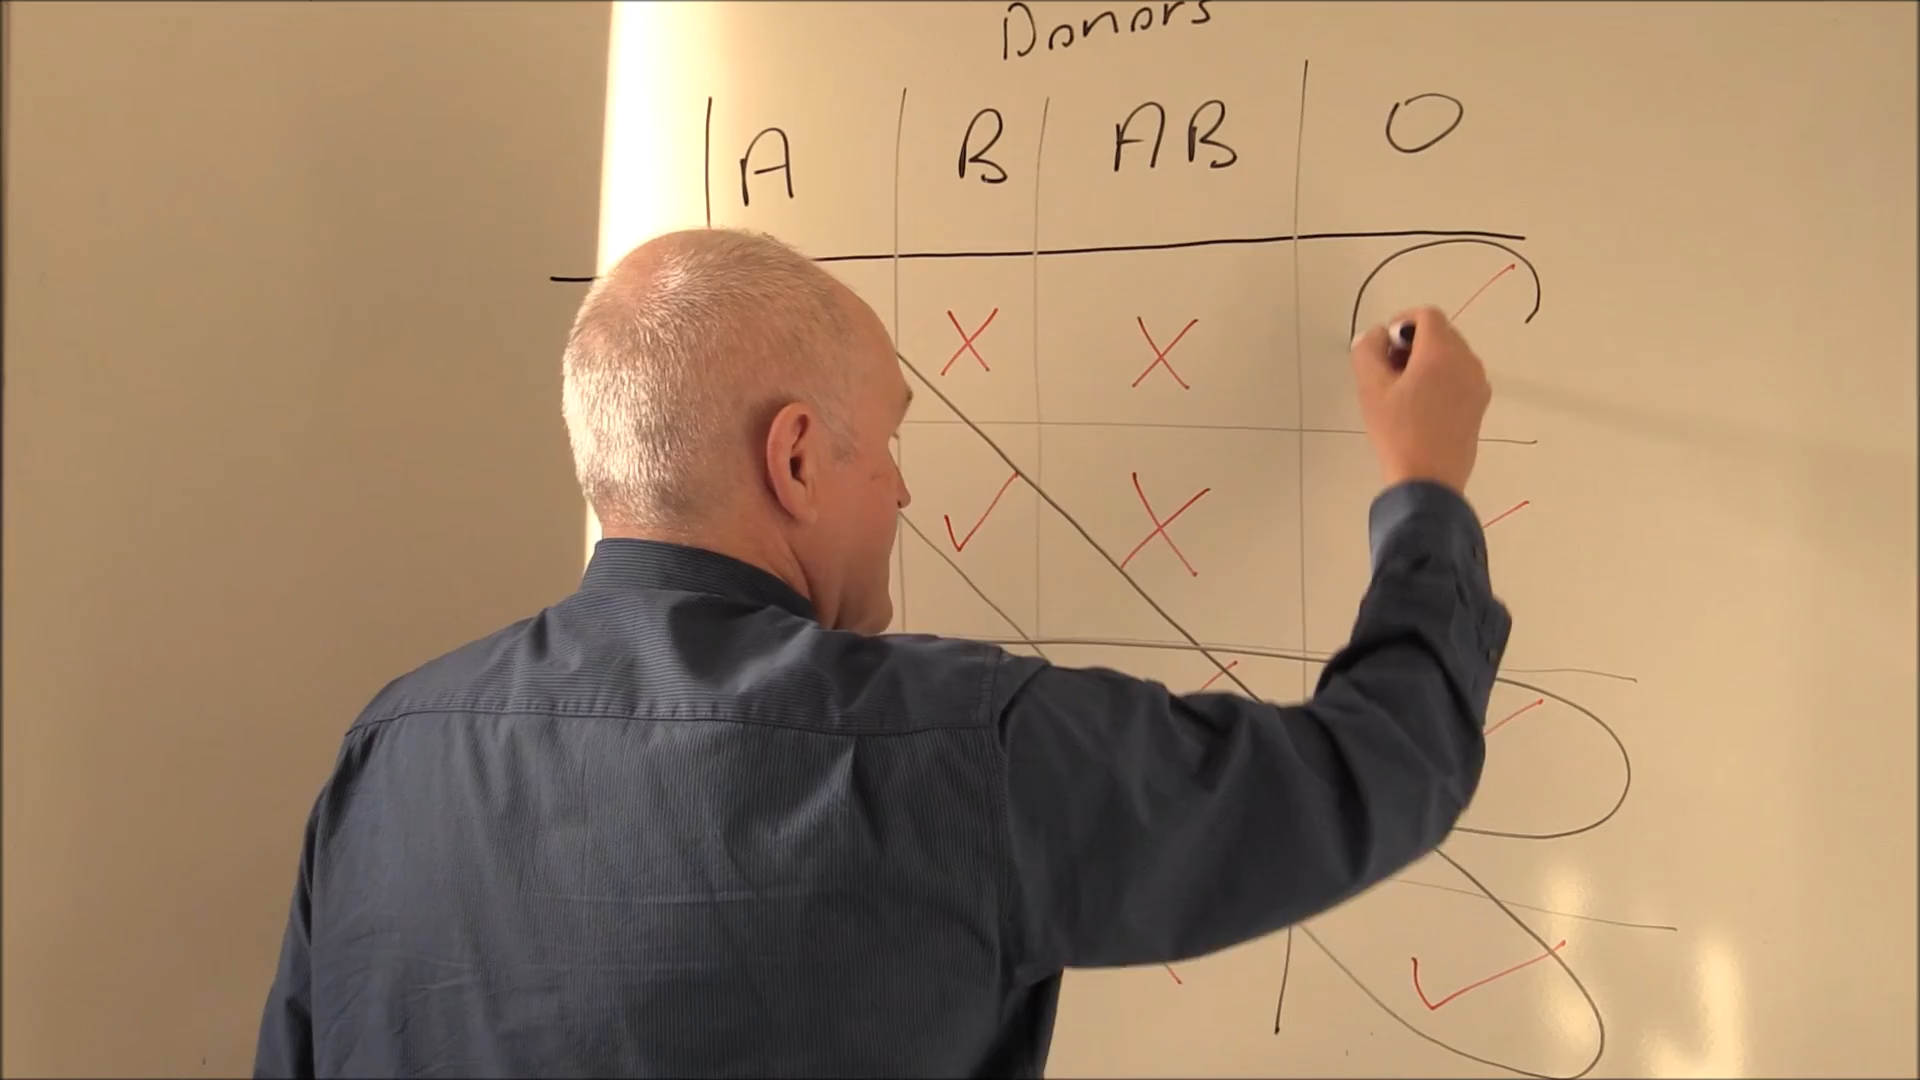 Donors
A B AB O
X X ✓
✓ X ✓
✓ ✓
✓